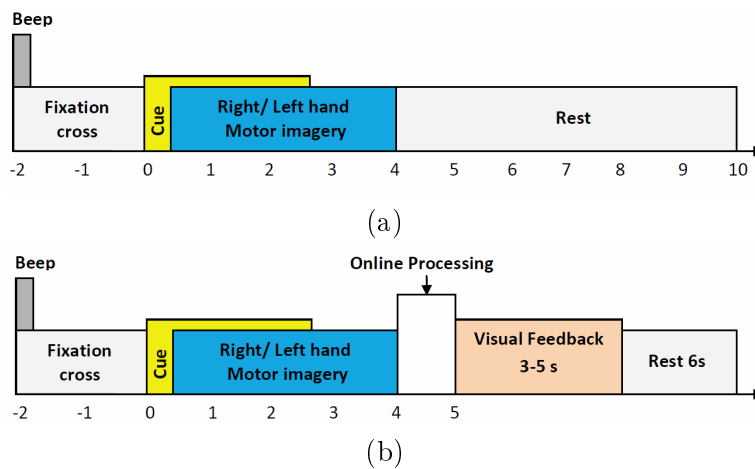 Beep
Fixation
cross
Cue
Right/ Left hand
Motor imagery
Rest
-2 -1 0 1 2 3 4 5 6 7 8 9 10
(a)
Online Processing
Beep
Fixation
cross
Cue
Right/ Left hand
Motor imagery
Visual Feedback
3-5 s
Rest 6s
-2 -1 0 1 2 3 4 5
(b)